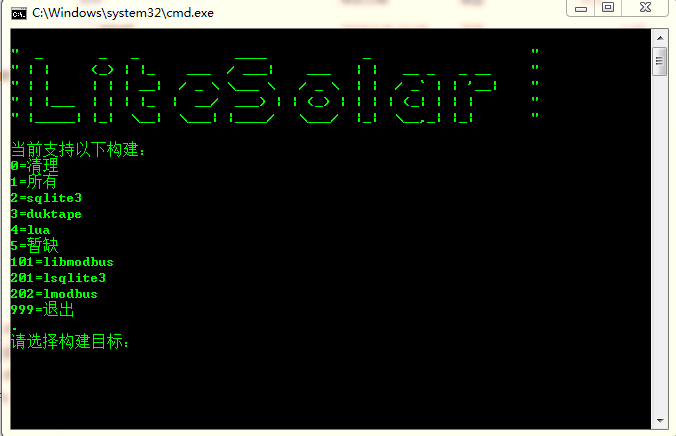 C:\Windows\system32\cmd.exe
LiteSolar
当前支持以下构建：
0=清理
1=所有
2=sqlite3
3=duktape
4=lua
5=暂缺
101=libmodbus
201=lsqlite3
202=lmodbus
999=退出
.
请选择构建目标：